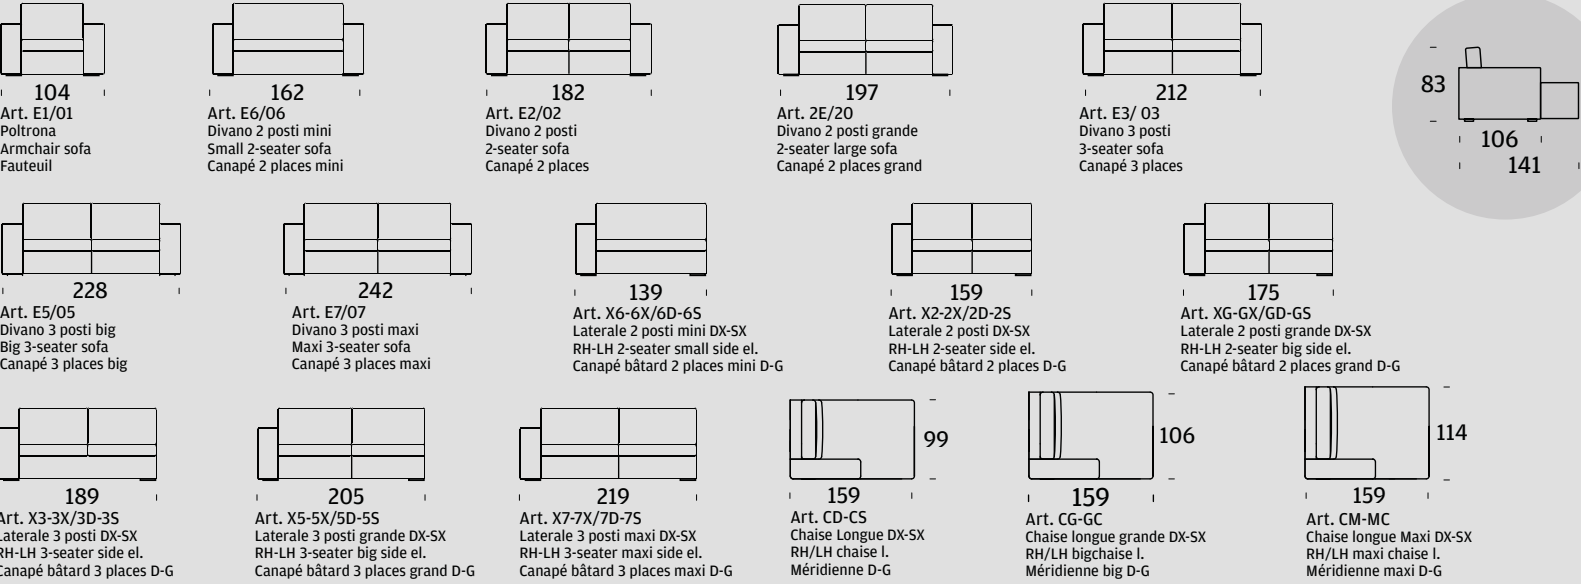 104
Art. E1/01
Poltrona
Armchair sofa
Fauteuil
162
Art. E6/06
Divano 2 posti mini
Small 2-seater sofa
Canapé 2 places mini
182
Art. E2/02
Divano 2 posti
2-seater sofa
Canapé 2 places
197
Art. 2E/20
Divano 2 posti grande
2-seater large sofa
Canapé 2 places grand
212
Art. E3/ 03
Divano 3 posti
3-seater sofa
Canapé 3 places
83
106
141
228
Art. E5/05
Divano 3 posti big
Big 3-seater sofa
Canapé 3 places big
242
Art. E7/07
Divano 3 posti maxi
Maxi 3-seater sofa
Canapé 3 places maxi
139
Art. X6-6X/6D-6S
Laterale 2 posti mini DX-SX
RH-LH 2-seater small side el.
Canapé bâtard 2 places mini D-G
159
Art. X2-2X/2D-2S
Laterale 2 posti DX-SX
RH-LH 2-seater side el.
Canapé bâtard 2 places D-G
175
Art. XG-GX/GD-GS
Laterale 2 posti grande DX-SX
RH-LH 2-seater big side el.
Canapé bâtard 2 places grand D-G
189
Art. X3-3X/3D-3S
Laterale 3 posti DX-SX
RH-LH 3-seater side el.
Canapé bâtard 3 places D-G
205
Art. X5-5X/5D-5S
Laterale 3 posti grande DX-SX
RH-LH 3-seater big side el.
Canapé bâtard 3 places grand D-G
219
Art. X7-7X/7D-7S
Laterale 3 posti maxi DX-SX
RH-LH 3-seater maxi side el.
Canapé bâtard 3 places maxi D-G
99
159
Art. CD-CS
Chaise Longue DX-SX
RH/LH chaise l.
Méridienne D-G
106
159
Art. CG-GC
Chaise longue grande DX-SX
RH/LH bigchaise l.
Méridienne big D-G
114
159
Art. CM-MC
Chaise longue Maxi DX-SX
RH/LH maxi chaise l.
Méridienne maxi D-G